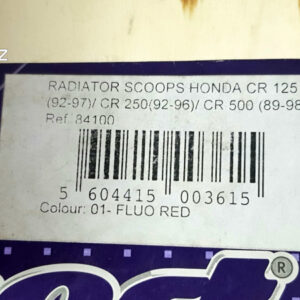 z
RADIATOR SCOOPS HONDA CR 125
(92-97)/ CR 250(92-96)/ CR 500 (89-98
Ref. 84100
5 604415 003615
Colour: 01- FLUO RED
®